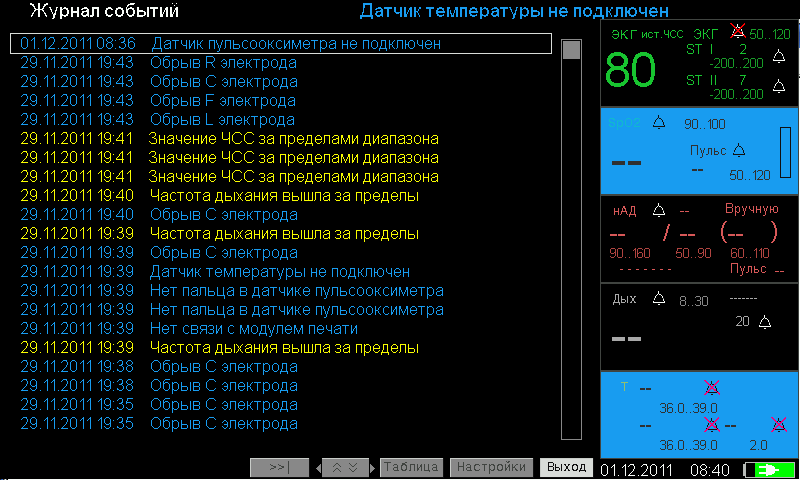 Журнал событий
Датчик температуры не подключен
01.12.2011 08:36 Датчик пульсооксиметра не подключен
29.11.2011 19:43 Обрыв R электрода
29.11.2011 19:43 Обрыв C электрода
29.11.2011 19:43 Обрыв F электрода
29.11.2011 19:43 Обрыв L электрода
29.11.2011 19:41 Значение ЧСС за пределами диапазона
29.11.2011 19:41 Значение ЧСС за пределами диапазона
29.11.2011 19:41 Значение ЧСС за пределами диапазона
29.11.2011 19:40 Частота дыхания вышла за пределы
29.11.2011 19:40 Обрыв C электрода
29.11.2011 19:39 Частота дыхания вышла за пределы
29.11.2011 19:39 Обрыв C электрода
29.11.2011 19:39 Датчик температуры не подключен
29.11.2011 19:39 Нет пальца в датчике пульсооксиметра
29.11.2011 19:39 Нет пальца в датчике пульсооксиметра
29.11.2011 19:39 Нет связи с модулем печати
29.11.2011 19:39 Частота дыхания вышла за пределы
29.11.2011 19:38 Обрыв C электрода
29.11.2011 19:38 Обрыв C электрода
29.11.2011 19:35 Обрыв C электрода
29.11.2011 19:35 Обрыв C электрода
>>| Таблица Настройки Выход
ЭКГ ист.ЧСС ЭКГ 50..120
80
ST I 2
-200..200
ST II 7
-200..200
SpO2 90..100
--
Пульс
--
50..120
нАД -- Вручную
-- / -- (--)
90..160 50..90 60..110
------- Пульс --
Дых 8..30 -------
20
--
T --
36.0..39.0
-- --
36.0..39.0 2.0
01.12.2011 08:40